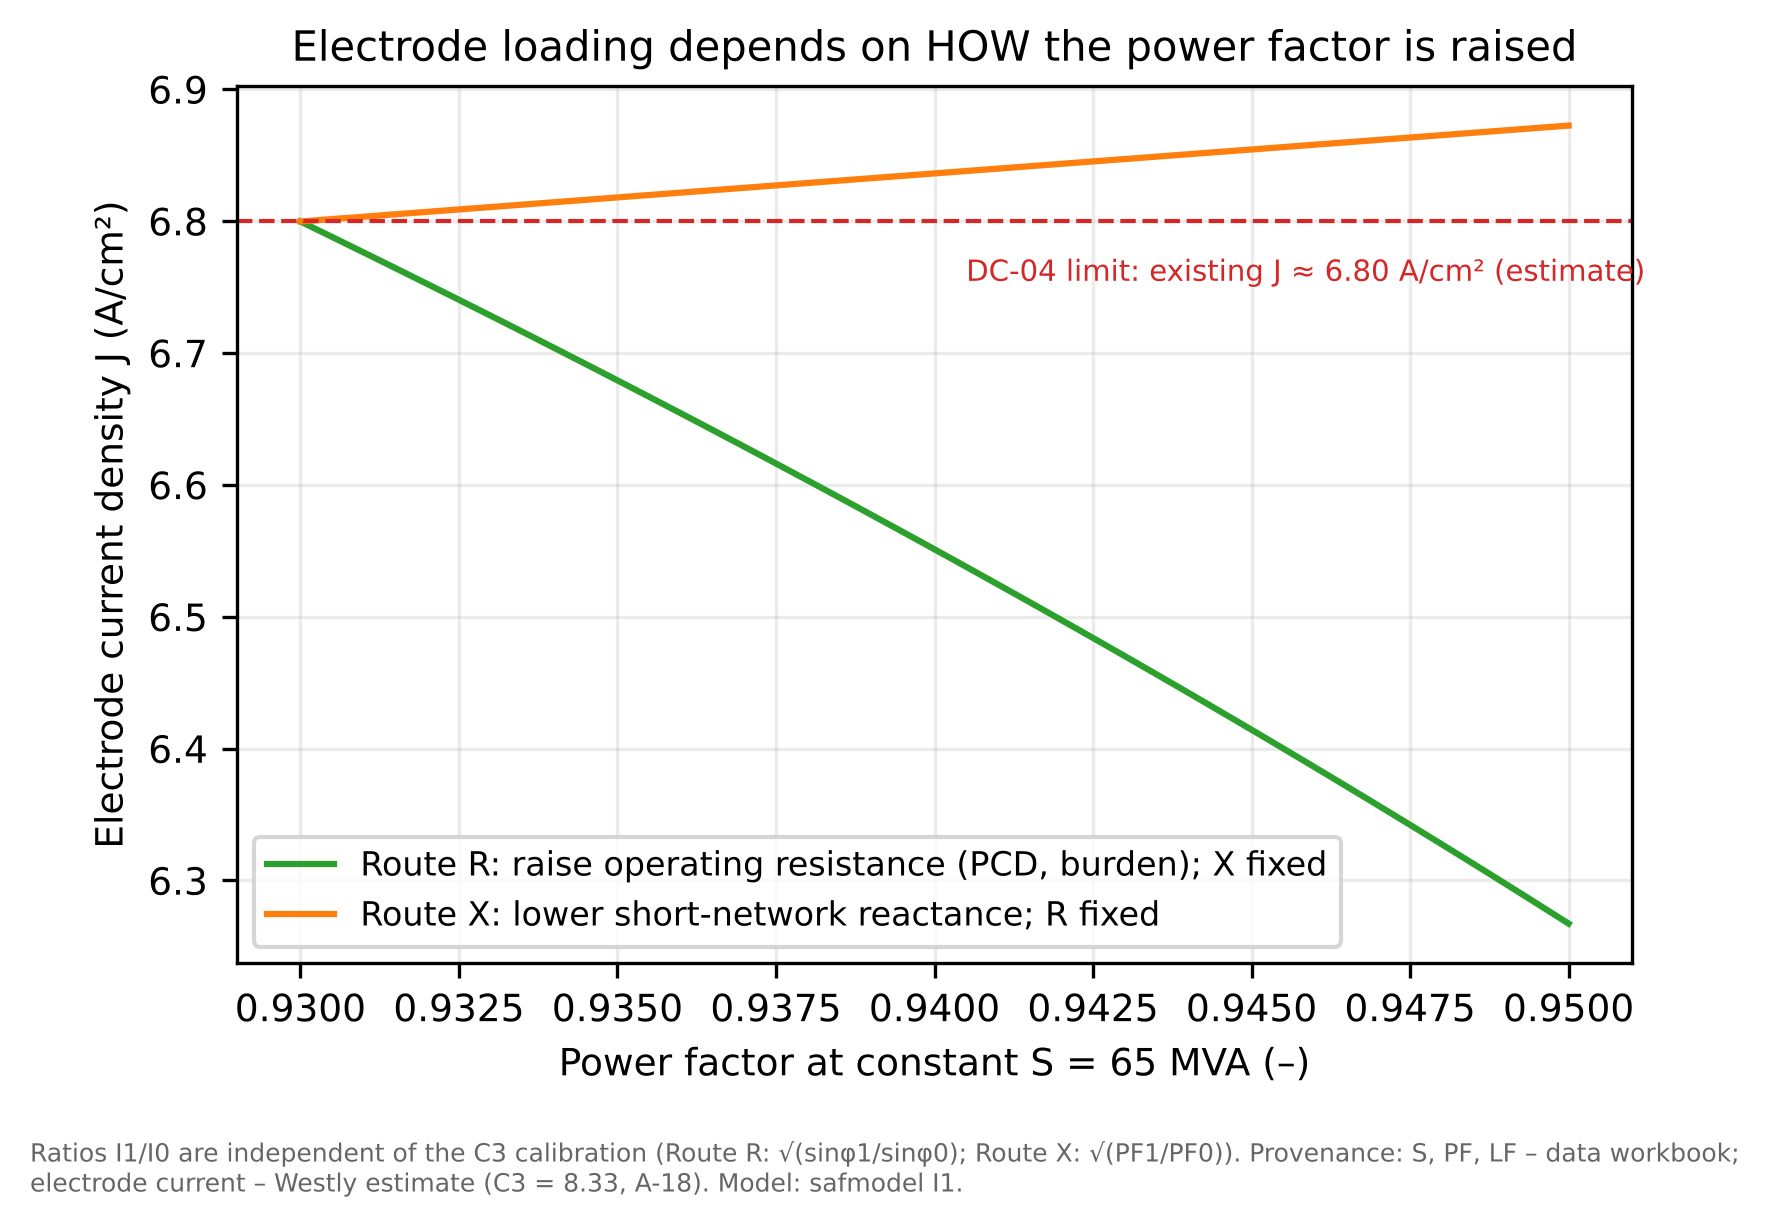 Electrode loading depends on HOW the power factor is raised
Electrode current density J (A/cm²)
6.9
6.8
6.7
6.6
6.5
6.4
6.3
DC-04 limit: existing J ≈ 6.80 A/cm² (estimate)
Route R: raise operating resistance (PCD, burden); X fixed
Route X: lower short-network reactance; R fixed
0.9300 0.9325 0.9350 0.9375 0.9400 0.9425 0.9450 0.9475 0.9500
Power factor at constant S = 65 MVA (–)
Ratios I1/I0 are independent of the C3 calibration (Route R: √(sinφ1/sinφ0); Route X: √(PF1/PF0)). Provenance: S, PF, LF – data workbook;
electrode current – Westly estimate (C3 = 8.33, A-18). Model: safmodel I1.